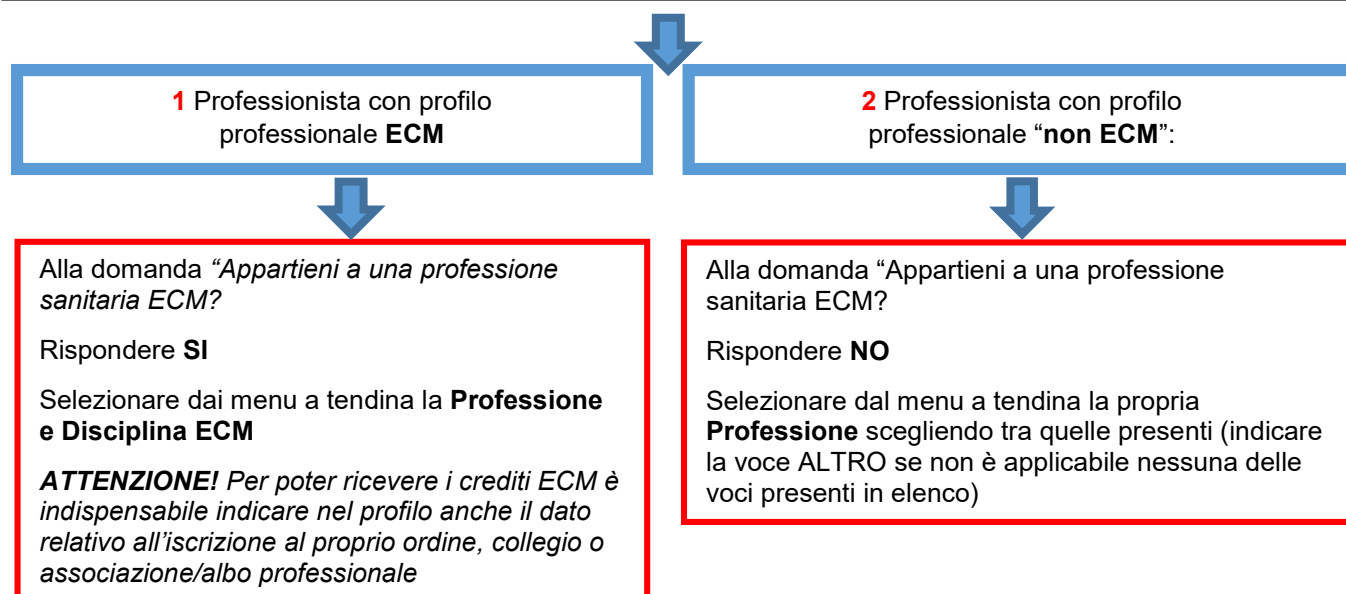 1 Professionista con profilo
professionale ECM
2 Professionista con profilo
professionale “non ECM”:
Alla domanda “Appartieni a una professione
sanitaria ECM?
Rispondere SI
Selezionare dai menu a tendina la Professione
e Disciplina ECM
ATTENZIONE! Per poter ricevere i crediti ECM è
indispensabile indicare nel profilo anche il dato
relativo all’iscrizione al proprio ordine, collegio o
associazione/albo professionale
Alla domanda “Appartieni a una professione
sanitaria ECM?
Rispondere NO
Selezionare dal menu a tendina la propria
Professione scegliendo tra quelle presenti (indicare
la voce ALTRO se non è applicabile nessuna delle
voci presenti in elenco)